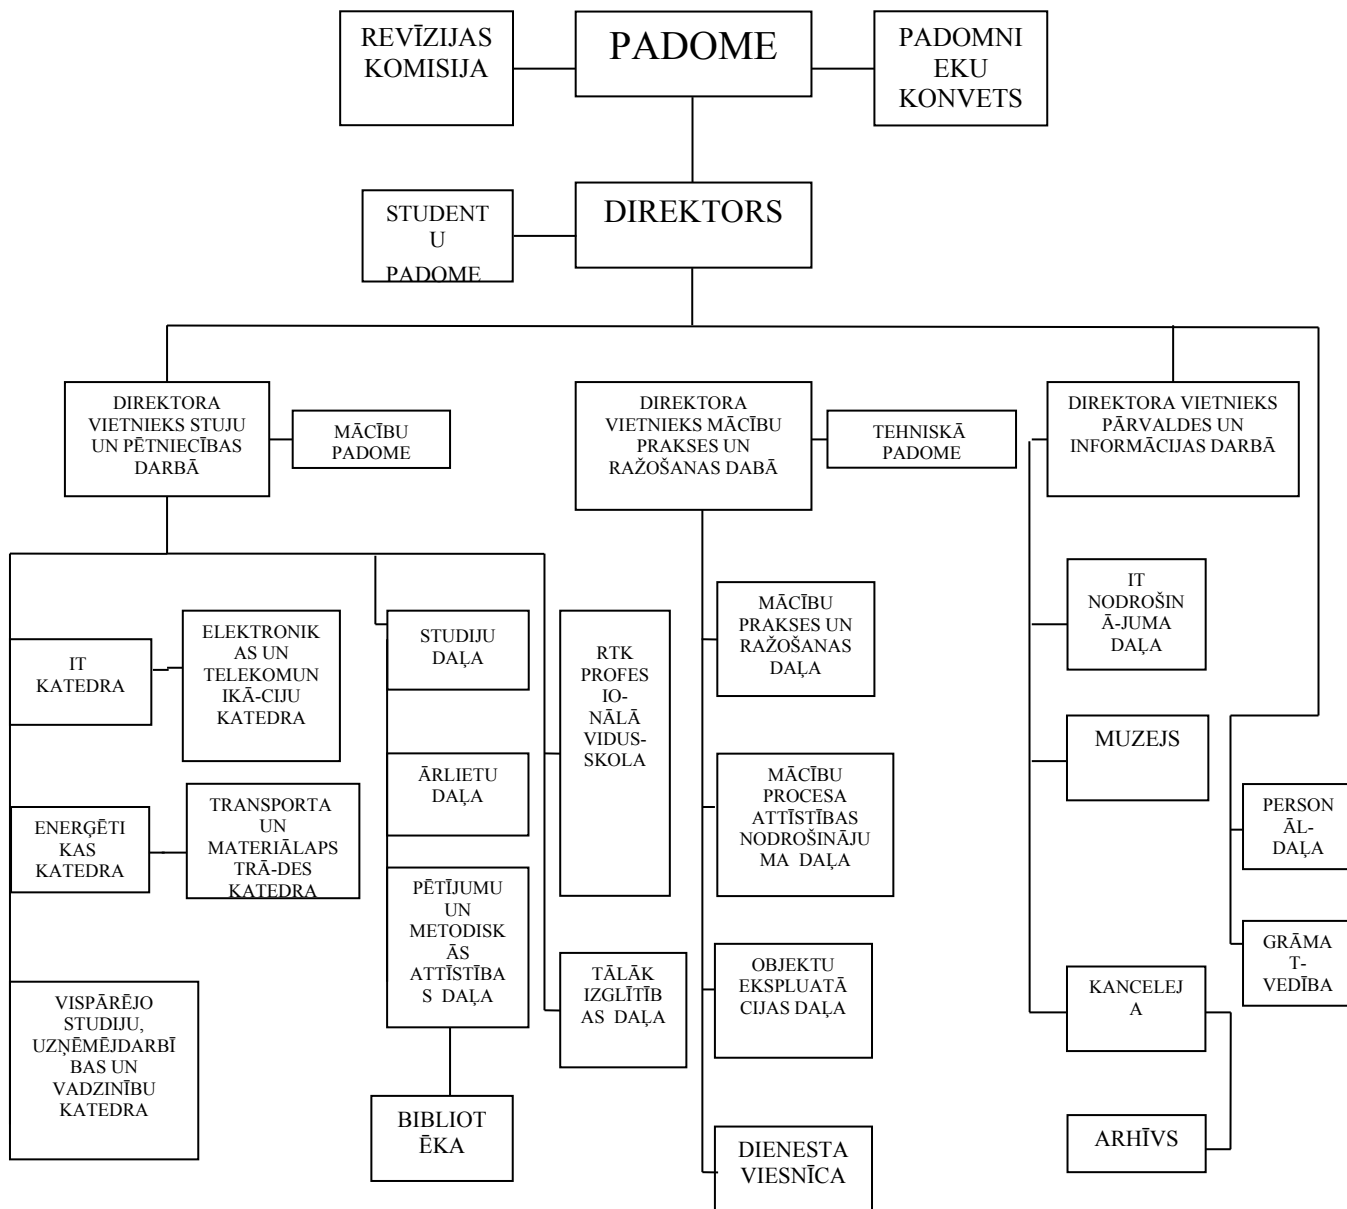 REVĪZIJAS
KOMISIJA
PADOME
PADOMNI
EKU
KONVETS
STUDENT
U
PADOME
DIREKTORS
DIREKTORA
VIETNIEKS STUJU
UN PĒTNIECĪBAS
DARBĀ
MĀCĪBU
PADOME
DIREKTORA
VIETNIEKS MĀCĪBU
PRAKSES UN
RAŽOŠANAS DABĀ
TEHNISKĀ
PADOME
DIREKTORA VIETNIEKS
PĀRVALDES UN
INFORMĀCIJAS DARBĀ
IT
KATEDRA
ELEKTRONIK
AS UN
TELEKOMUN
IKĀ-CIJU
KATEDRA
STUDIJU
DAĻA
RTK
PROFES
IO-
NĀLĀ
VIDUS-
SKOLA
MĀCĪBU
PRAKSES UN
RAŽOŠANAS
DAĻA
IT
NODROŠIN
Ā-JUMA
DAĻA
MUZEJS
ENERĢĒTI
KAS
KATEDRA
TRANSPORTA
UN
MATERIĀLAPS
TRĀ-DES
KATEDRA
ĀRLIETU
DAĻA
MĀCĪBU
PROCESA
ATTĪSTĪBAS
NODROŠINĀJU
MA DAĻA
PERSON
ĀL-
DAĻA
PĒTĪJUMU
UN
METODISK
ĀS
ATTĪSTĪBA
S DAĻA
TĀLĀK
IZGLĪTĪB
AS DAĻA
OBJEKTU
EKSPLUATĀ
CIJAS DAĻA
KANCELEJ
A
GRĀMA
T-
VEDĪBA
VISPĀRĒJO
STUDIJU,
UZŅĒMĒJDARBĪ
BAS UN
VADZINĪBU
KATEDRA
BIBLIOT
ĒKA
DIENESTA
VIESNĪCA
ARHĪVS